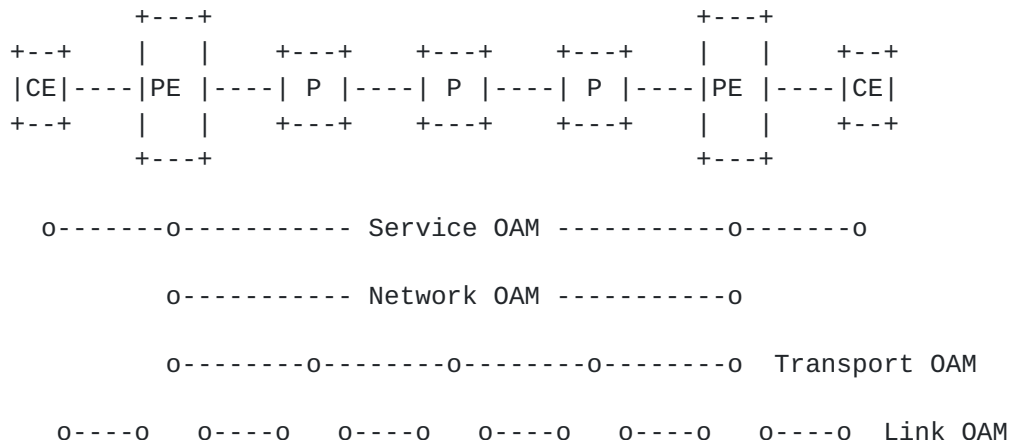 +---+                               +---+
+--+     |   |     +---+    +---+    +---+    |   |     +--+
|CE|----|PE |----| P |----| P |----| P |----|PE |----|CE|
+--+     |   |     +---+    +---+    +---+    |   |     +--+
         +---+                               +---+
o-------o----------- Service OAM -----------o-------o
o----------- Network OAM -----------o
o--------o--------o--------o--------o  Transport OAM
o----o   o----o   o----o   o----o   o----o   o----o  Link OAM